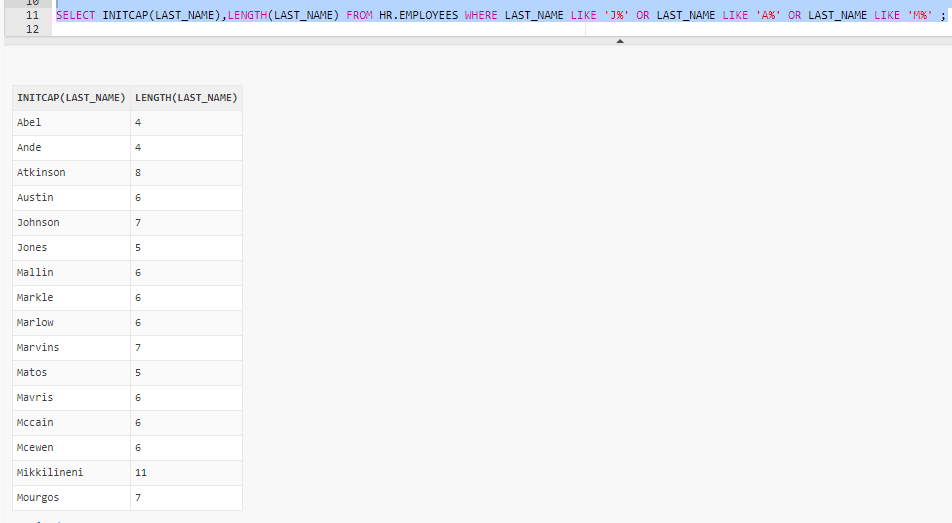 10
11 SELECT INITCAP(LAST_NAME),LENGTH(LAST_NAME) FROM HR.EMPLOYEES WHERE LAST_NAME LIKE 'J%' OR LAST_NAME LIKE 'A%' OR LAST_NAME LIKE 'M%' ;
12
INITCAP(LAST_NAME) LENGTH(LAST_NAME)
Abel 4
Ande 4
Atkinson 8
Austin 6
Johnson 7
Jones 5
Mallin 6
Markle 6
Marlow 6
Marvins 7
Matos 5
Mavris 6
Mccain 6
Mcewen 6
Mikkilineni 11
Mourgos 7